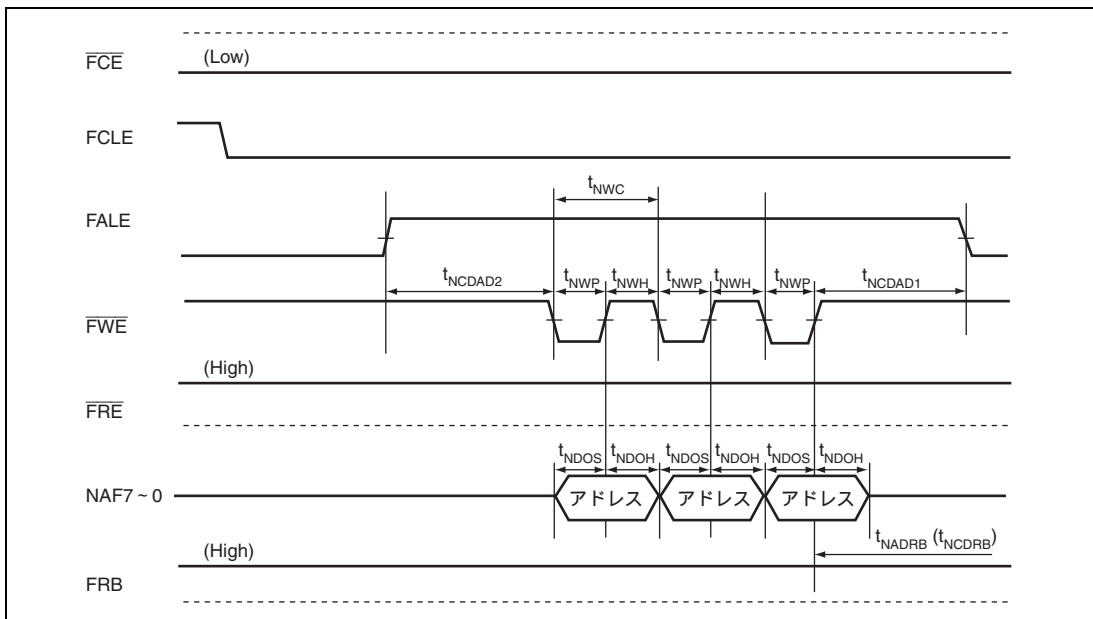 FCE
(Low)
FCLE
tNWC
FALE
tNCDAD2 tNWP tNWH tNWP tNWH tNWP tNCDAD1
FWE
(High)
FRE
tNDOS tNDOH tNDOS tNDOH tNDOS tNDOH
NAF7 ~ 0 アドレス アドレス アドレス
(High)
tNADRB (tNCDRB)
FRB